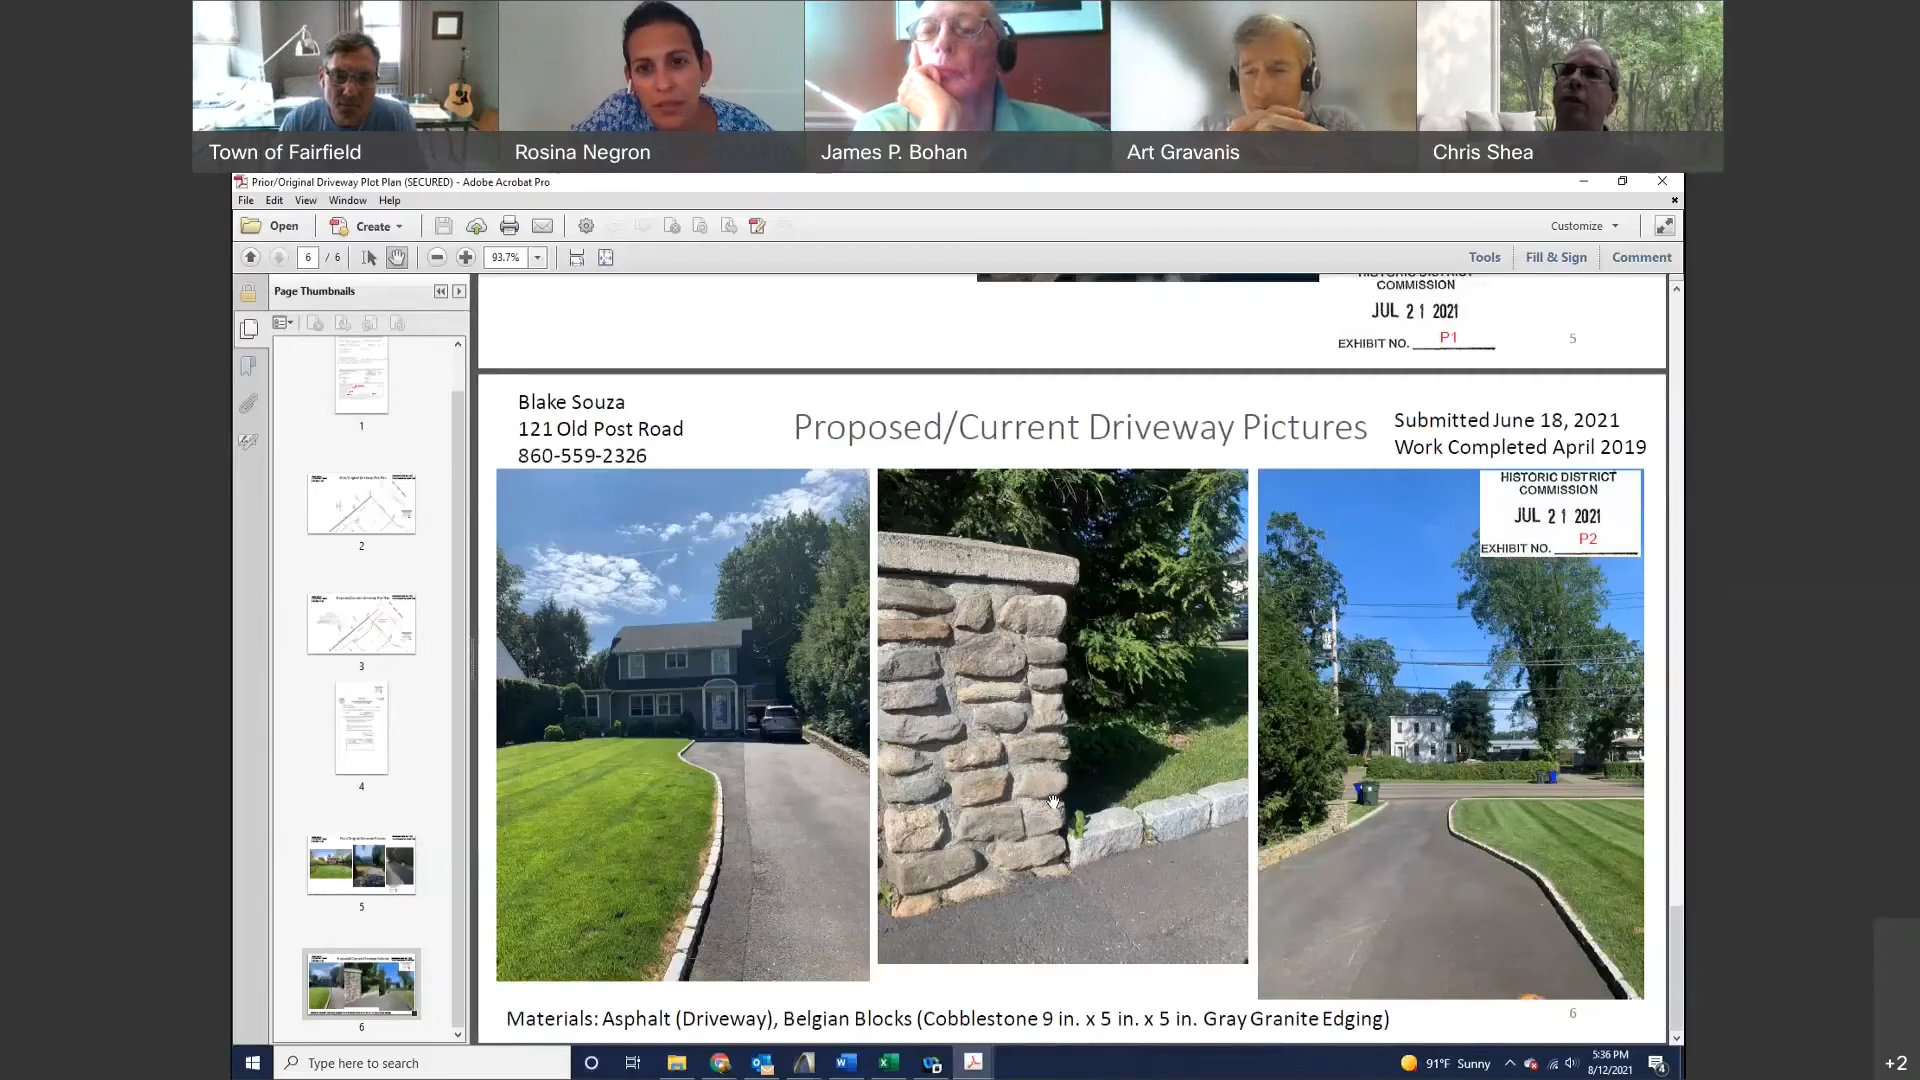 Town of Fairfield
Rosina Negron
James P. Bohan
Art Gravanis
Chris Shea
Prior/Original Driveway Plot Plan (SECURED) - Adobe Acrobat Pro
File Edit View Window Help
Open
Create
Customize
6 / 6
93.7%
Tools
Fill & Sign
Comment
Page Thumbnails
1
2
3
4
5
6
HISTORIC DISTRICT
COMMISSION
JUL 21 2021
EXHIBIT NO. P1
5
Blake Souza
121 Old Post Road
860-559-2326
Proposed/Current Driveway Pictures
Submitted June 18, 2021
Work Completed April 2019
HISTORIC DISTRICT
COMMISSION
JUL 21 2021
EXHIBIT NO. P2
Materials: Asphalt (Driveway), Belgian Blocks (Cobblestone 9 in. x 5 in. x 5 in. Gray Granite Edging)
6
Type here to search
91°F Sunny
5:36 PM
8/12/2021
4
+2